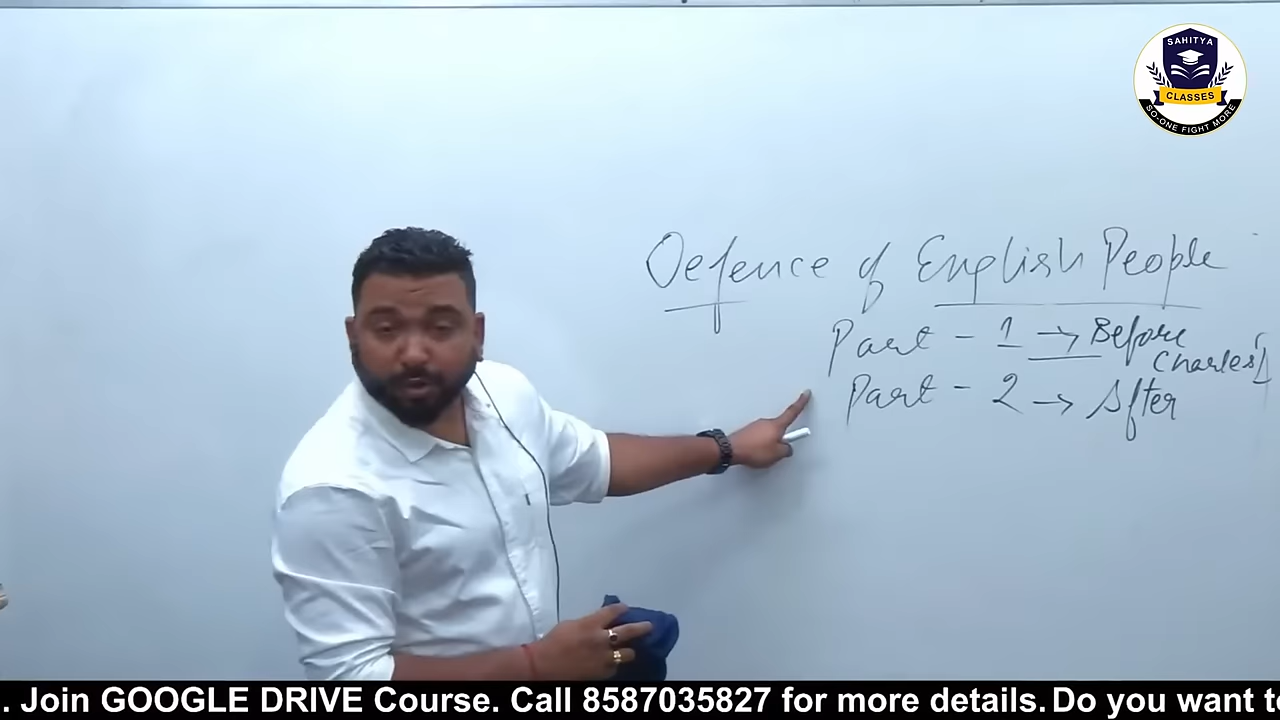 SAHITYA
CLASSES
SO-ONE FIGHT MORE
Defence of English People
Part - 1 → Before
Charles I
Part - 2 → After
. Join GOOGLE DRIVE Course. Call 8587035827 for more details. Do you want to